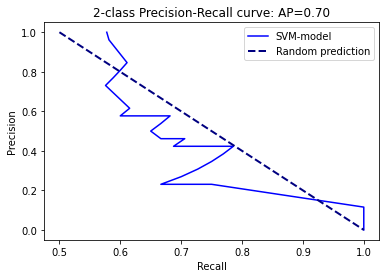 2-class Precision-Recall curve: AP=0.70
SVM-model
Random prediction
Precision
1.0
0.8
0.6
0.4
0.2
0.0
0.5 0.6 0.7 0.8 0.9 1.0
Recall